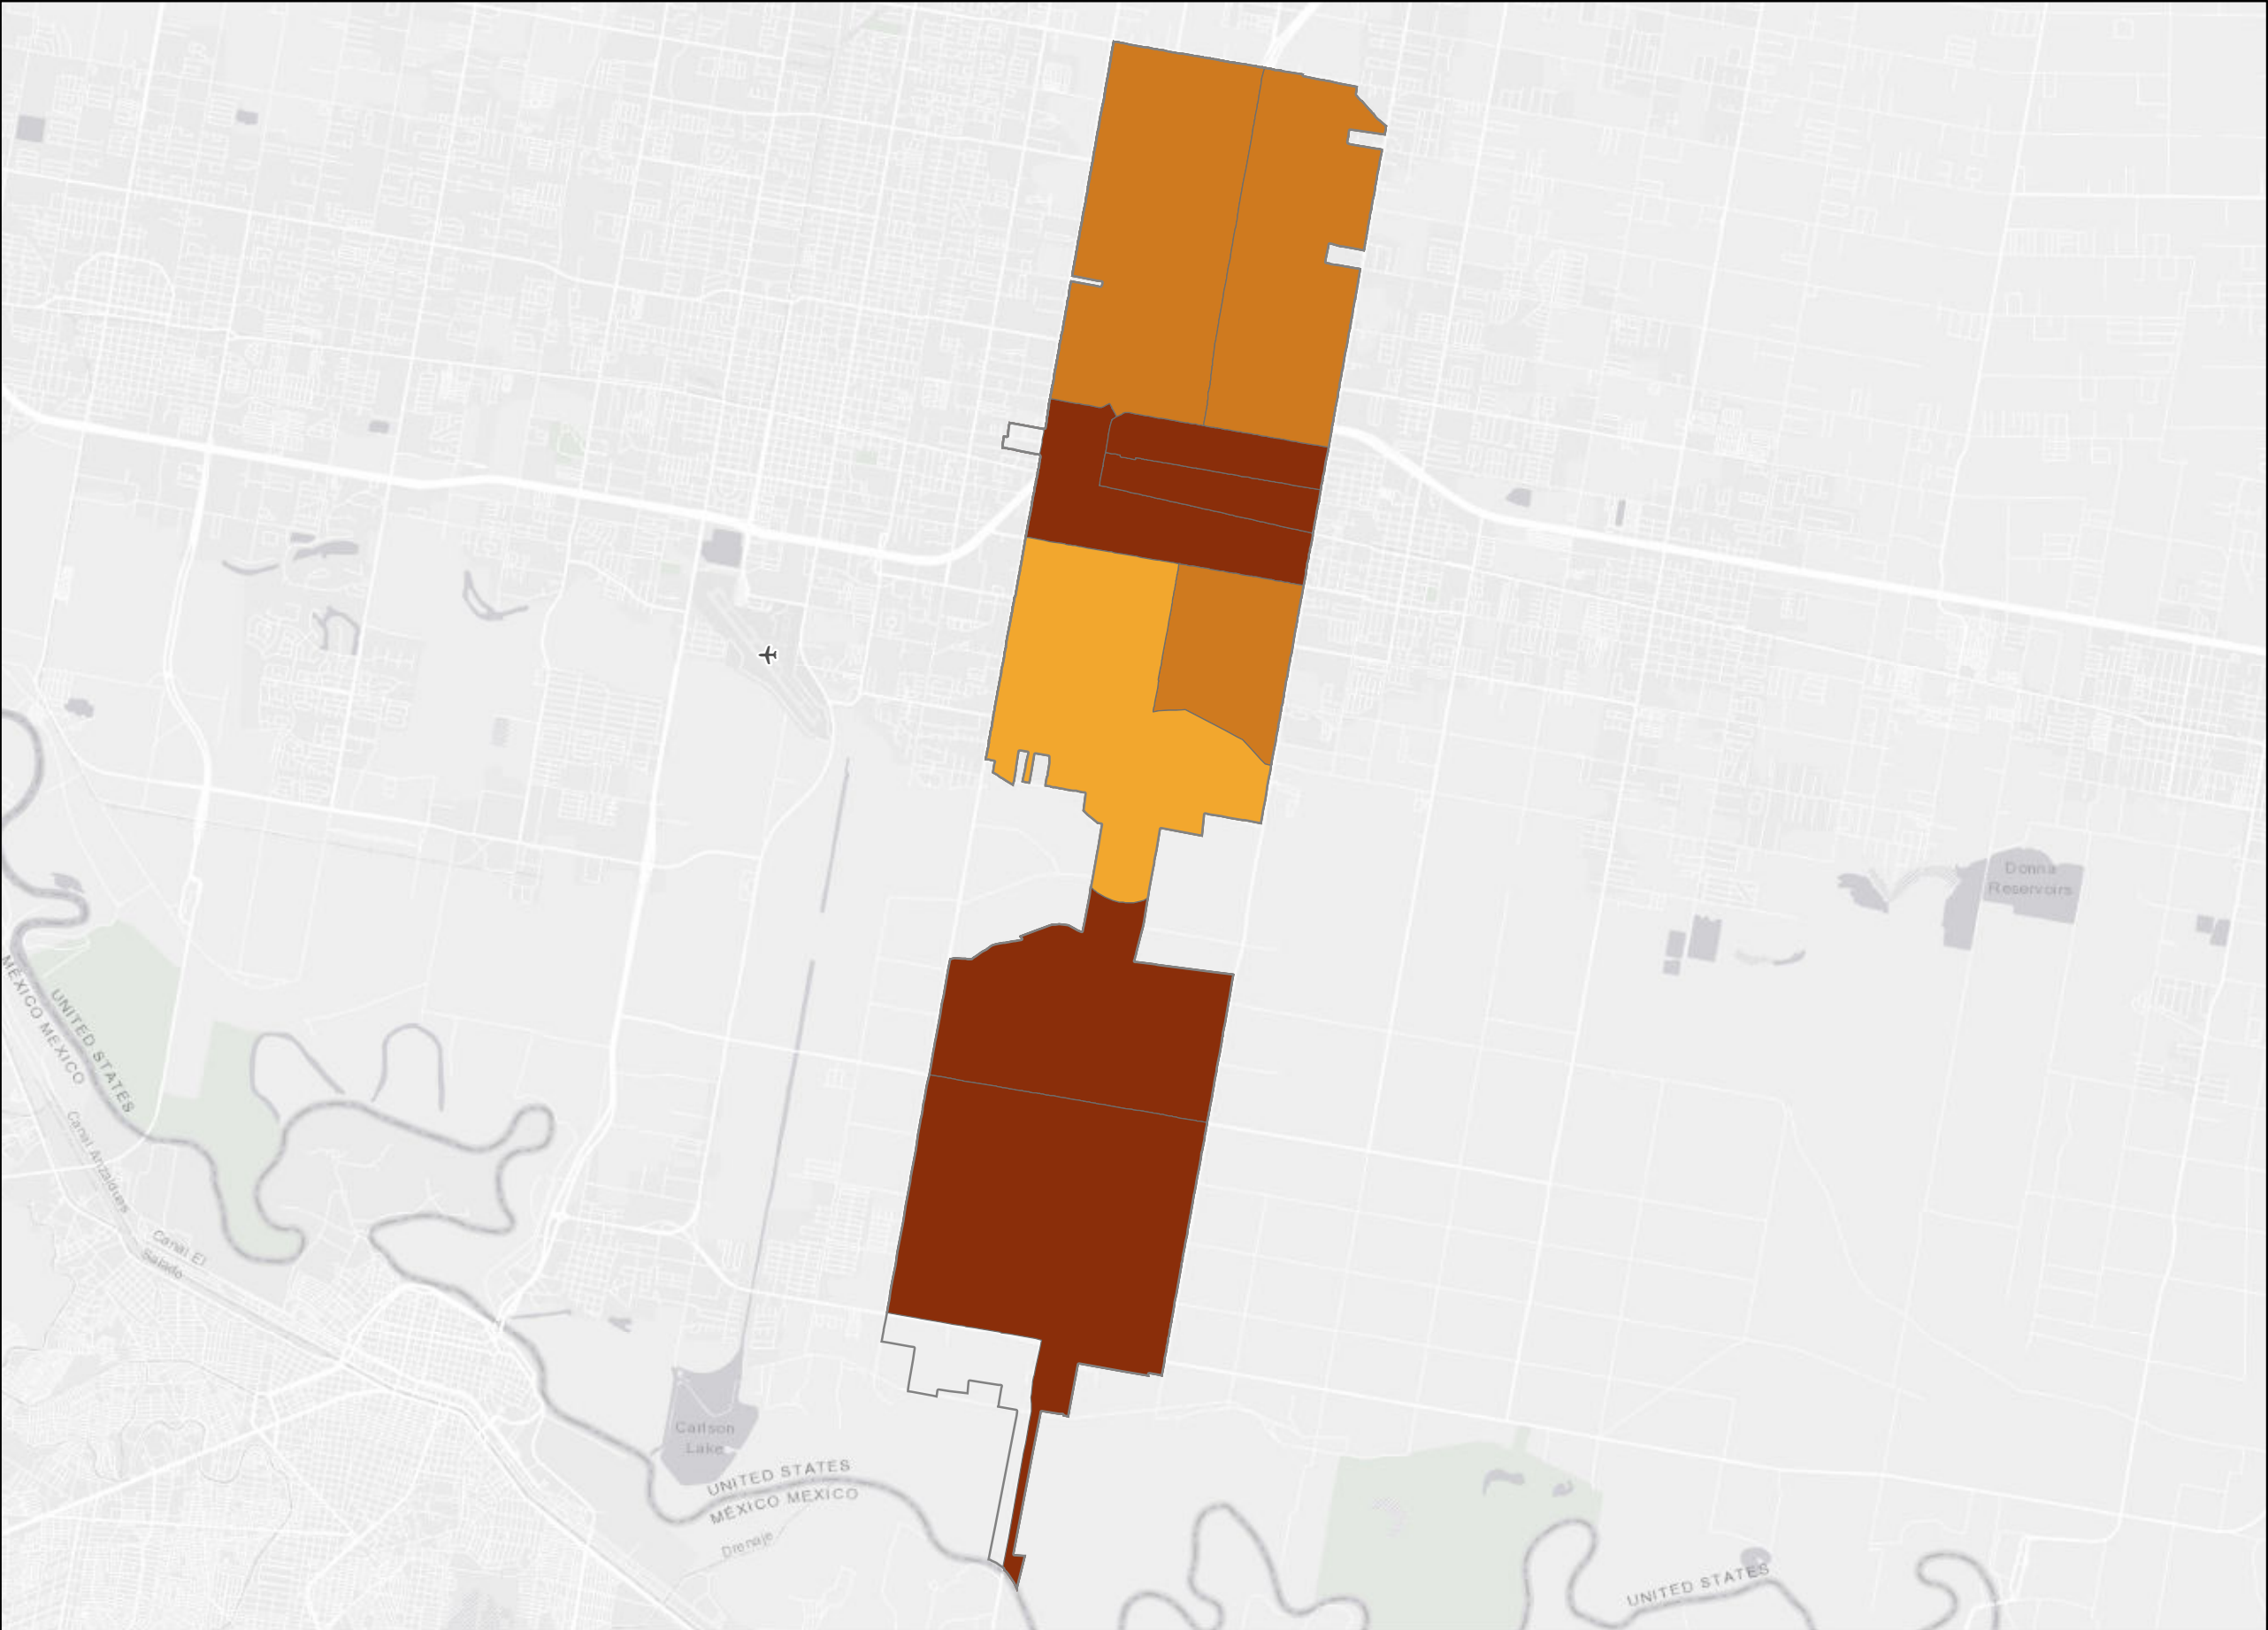 Donna
Reservoirs
MÉXICO MEXICO
UNITED STATES
Canal Anzalduas
Canal El
Salado
Carlson
Lake
UNITED STATES
MÉXICO MEXICO
Drenaje
UNITED STATES